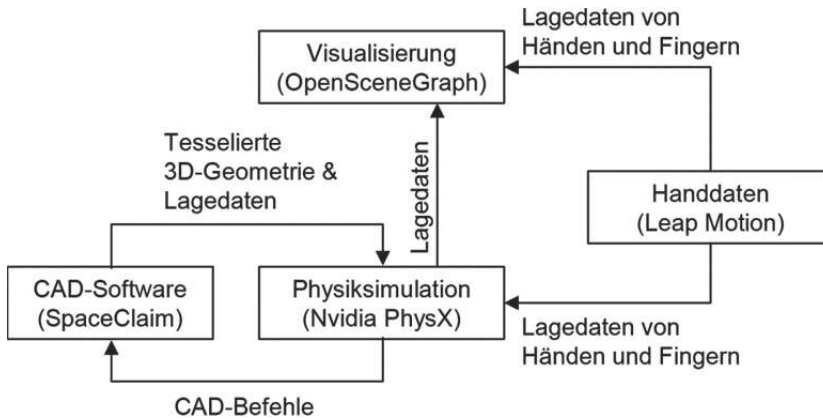 Lagedaten von
Händen und Fingern
Visualisierung
(OpenSceneGraph)
Tesselierte
3D-Geometrie &
Lagedaten
Lagedaten
Handdaten
(Leap Motion)
CAD-Software
(SpaceClaim)
Physiksimulation
(Nvidia PhysX)
Lagedaten von
Händen und Fingern
CAD-Befehle